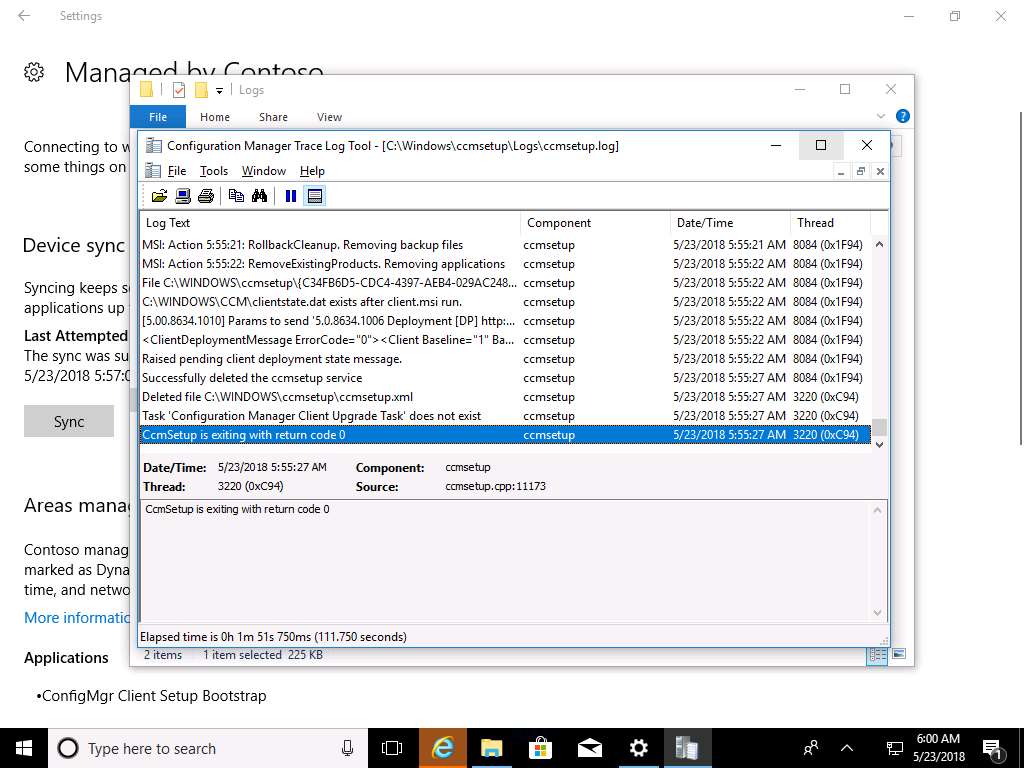 Settings
Managed by Contoso
Logs
File
Home
Share
View
Connecting to w
some things on
Configuration Manager Trace Log Tool - [C:\Windows\ccmsetup\Logs\ccmsetup.log]
File Tools Window Help
Log Text Component Date/Time Thread
MSI: Action 5:55:21: RollbackCleanup. Removing backup files ccmsetup 5/23/2018 5:55:21 AM 8084 (0x1F94)
MSI: Action 5:55:22: RemoveExistingProducts. Removing applications ccmsetup 5/23/2018 5:55:22 AM 8084 (0x1F94)
File C:\WINDOWS\ccmsetup\{C34FB6D5-CDC4-4397-AEB4-029AC248... ccmsetup 5/23/2018 5:55:22 AM 8084 (0x1F94)
C:\WINDOWS\CCM\clientstate.dat exists after client.msi run. ccmsetup 5/23/2018 5:55:22 AM 8084 (0x1F94)
[5.00.8634.1010] Params to send '5.0.8634.1006 Deployment [DP] http:... ccmsetup 5/23/2018 5:55:22 AM 8084 (0x1F94)
<ClientDeploymentMessage ErrorCode="0"><Client Baseline="1" Ba... ccmsetup 5/23/2018 5:55:22 AM 8084 (0x1F94)
Raised pending client deployment state message. ccmsetup 5/23/2018 5:55:22 AM 8084 (0x1F94)
Successfully deleted the ccmsetup service ccmsetup 5/23/2018 5:55:27 AM 8084 (0x1F94)
Deleted file C:\WINDOWS\ccmsetup\ccmsetup.xml ccmsetup 5/23/2018 5:55:27 AM 3220 (0xC94)
Task 'Configuration Manager Client Upgrade Task' does not exist ccmsetup 5/23/2018 5:55:27 AM 3220 (0xC94)
CcmSetup is exiting with return code 0 ccmsetup 5/23/2018 5:55:27 AM 3220 (0xC94)
Date/Time: 5/23/2018 5:55:27 AM Component: ccmsetup
Thread: 3220 (0xC94) Source: ccmsetup.cpp:11173
CcmSetup is exiting with return code 0
Elapsed time is 0h 1m 51s 750ms (111.750 seconds)
2 items 1 item selected 225 KB
Device sync
Syncing keeps s
applications up
Last Attempted
The sync was su
5/23/2018 5:57:0
Sync
Areas manag
Contoso manag
marked as Dyna
time, and netwo
More informatio
Applications
•ConfigMgr Client Setup Bootstrap
Type here to search
6:00 AM
5/23/2018
1